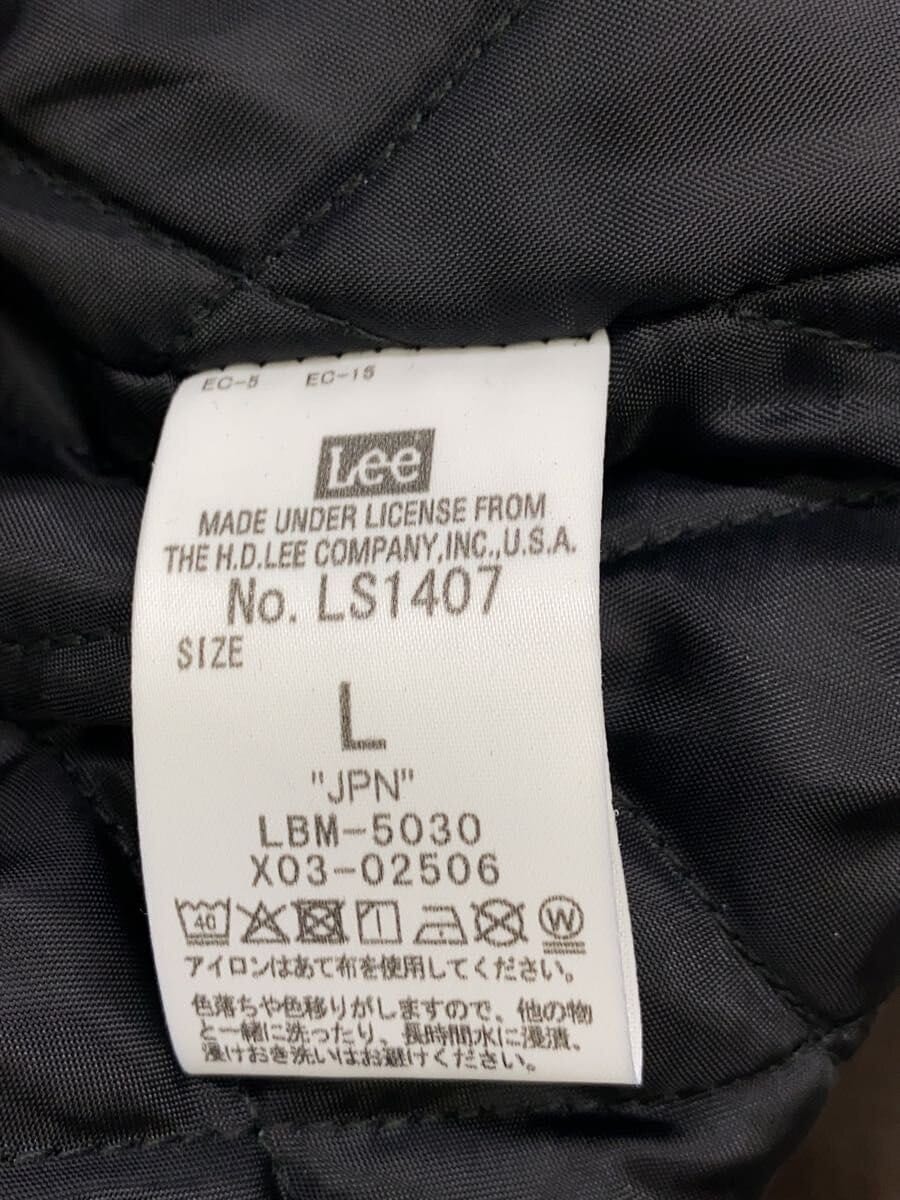 EC-5 EC-15
Lee
MADE UNDER LICENSE FROM
THE H.D.LEE COMPANY,INC.,U.S.A.
No. LS1407
SIZE
L
"JPN"
LBM-5030
X03-02506
40 W
アイロンはあて布を使用してください。
色落ちや色移りがしますので、他の物
と一緒に洗ったり、長時間水に浸漬、
浸けおき洗いはお避けください。